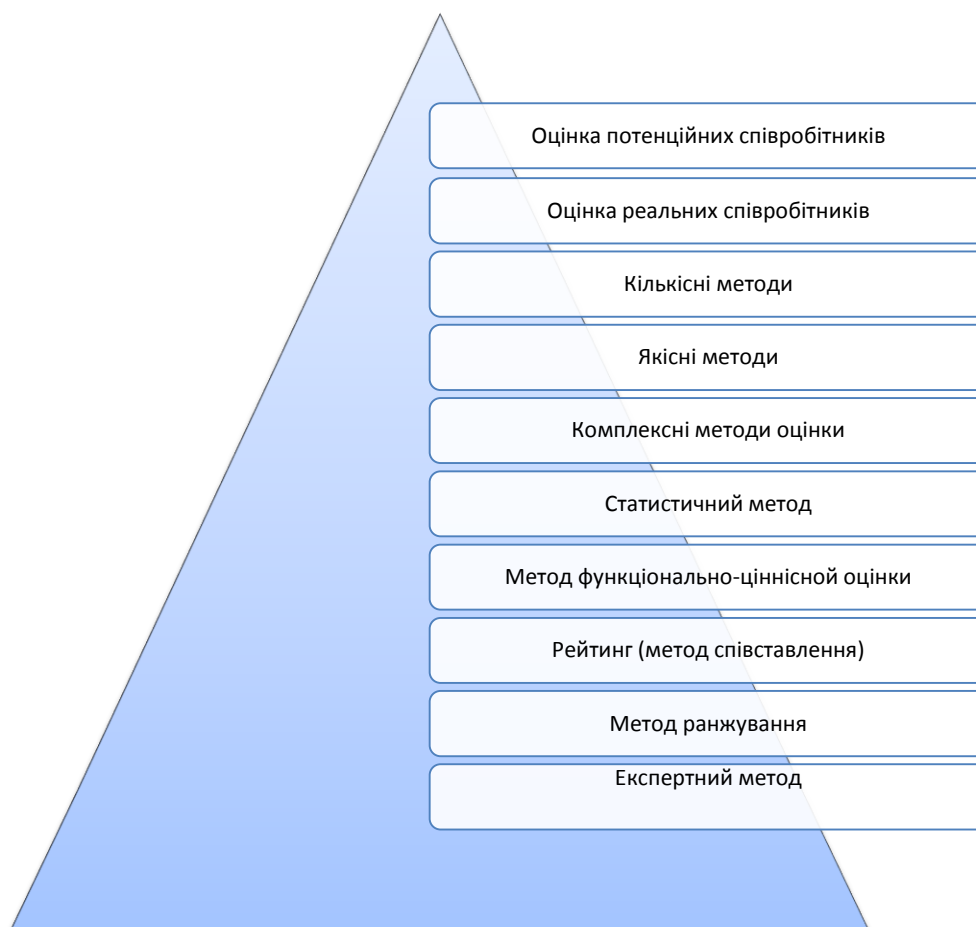 Оцінка потенційних співробітників
Оцінка реальних співробітників
Кількісні методи
Якісні методи
Комплексні методи оцінки
Статистичний метод
Метод функціонально-ціннісної оцінки
Рейтинг (метод співставлення)
Метод ранжування
Експертний метод